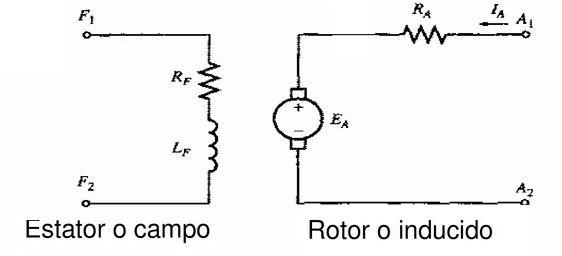 F1
RA
IA
A1
RF
+
EA
−
LF
F2
A2
Estator o campo
Rotor o inducido